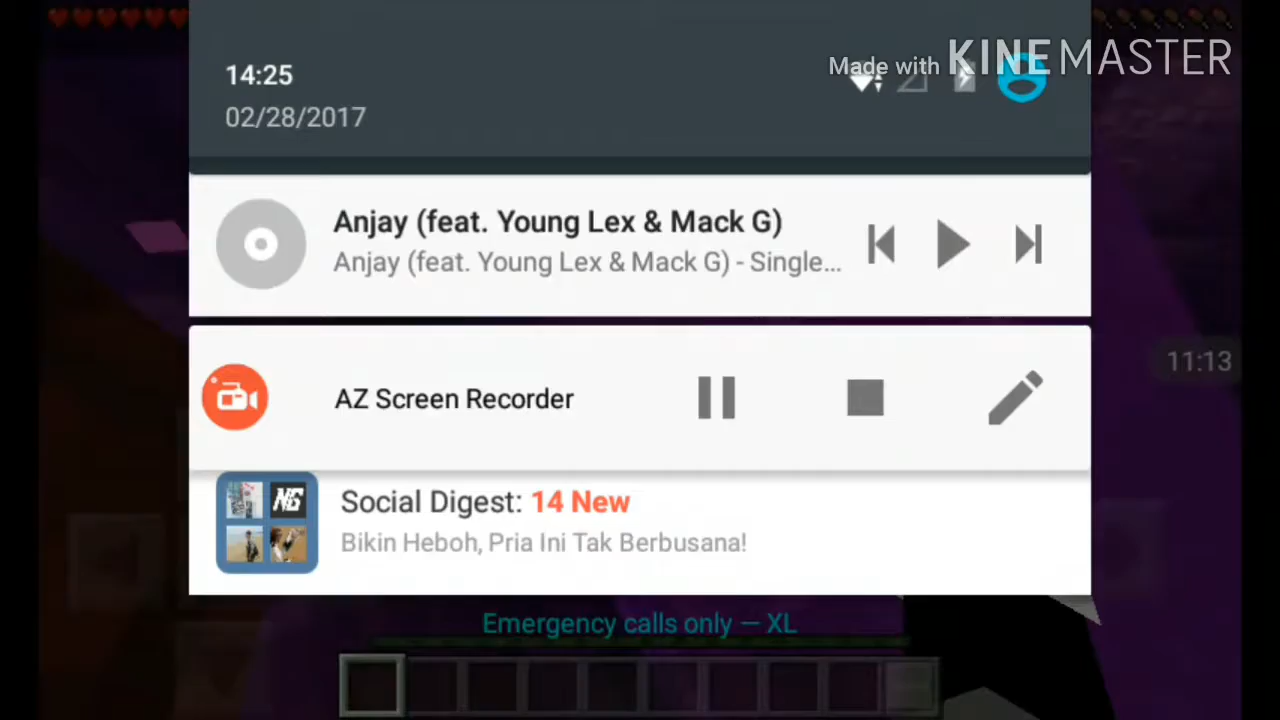 Made with KINEMASTER
14:25
02/28/2017
Anjay (feat. Young Lex & Mack G)
Anjay (feat. Young Lex & Mack G) - Single...
11:13
AZ Screen Recorder
NG
Social Digest: 14 New
Bikin Heboh, Pria Ini Tak Berbusana!
Emergency calls only — XL